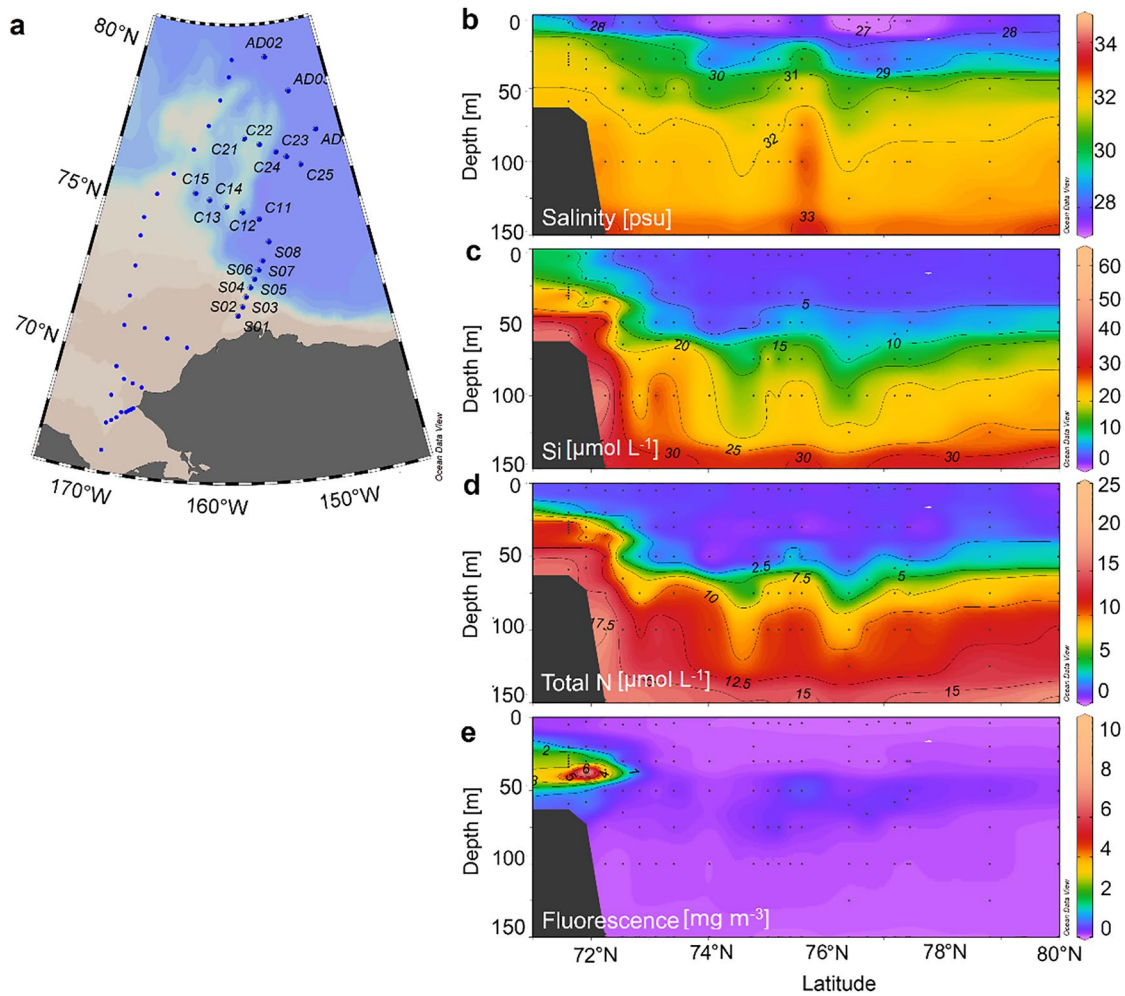 a
80°N
75°N
70°N
170°W
160°W
150°W
AD02
AD03
AD
C22
C23
C21
C24
C25
C15
C14
C13
C12
C11
S08
S06
S07
S04
S05
S02
S03
S01
Ocean Data View
b
0
50
100
150
Depth [m]
28
27
28
30
31
29
32
33
Salinity [psu]
Ocean Data View
34
32
30
28
c
0
50
100
150
Depth [m]
5
20
15
10
25
30
30
30
Si [µmol L-1]
Ocean Data View
60
50
40
30
20
10
0
d
0
50
100
150
Depth [m]
2.5
7.5
5
10
17.5
12.5
15
15
Total N [µmol L-1]
Ocean Data View
25
20
15
10
5
0
e
0
50
100
150
Depth [m]
2
3
5
6
4
1
Fluorescence [mg m-3]
Ocean Data View
10
8
6
4
2
0
72°N
74°N
76°N
78°N
80°N
Latitude